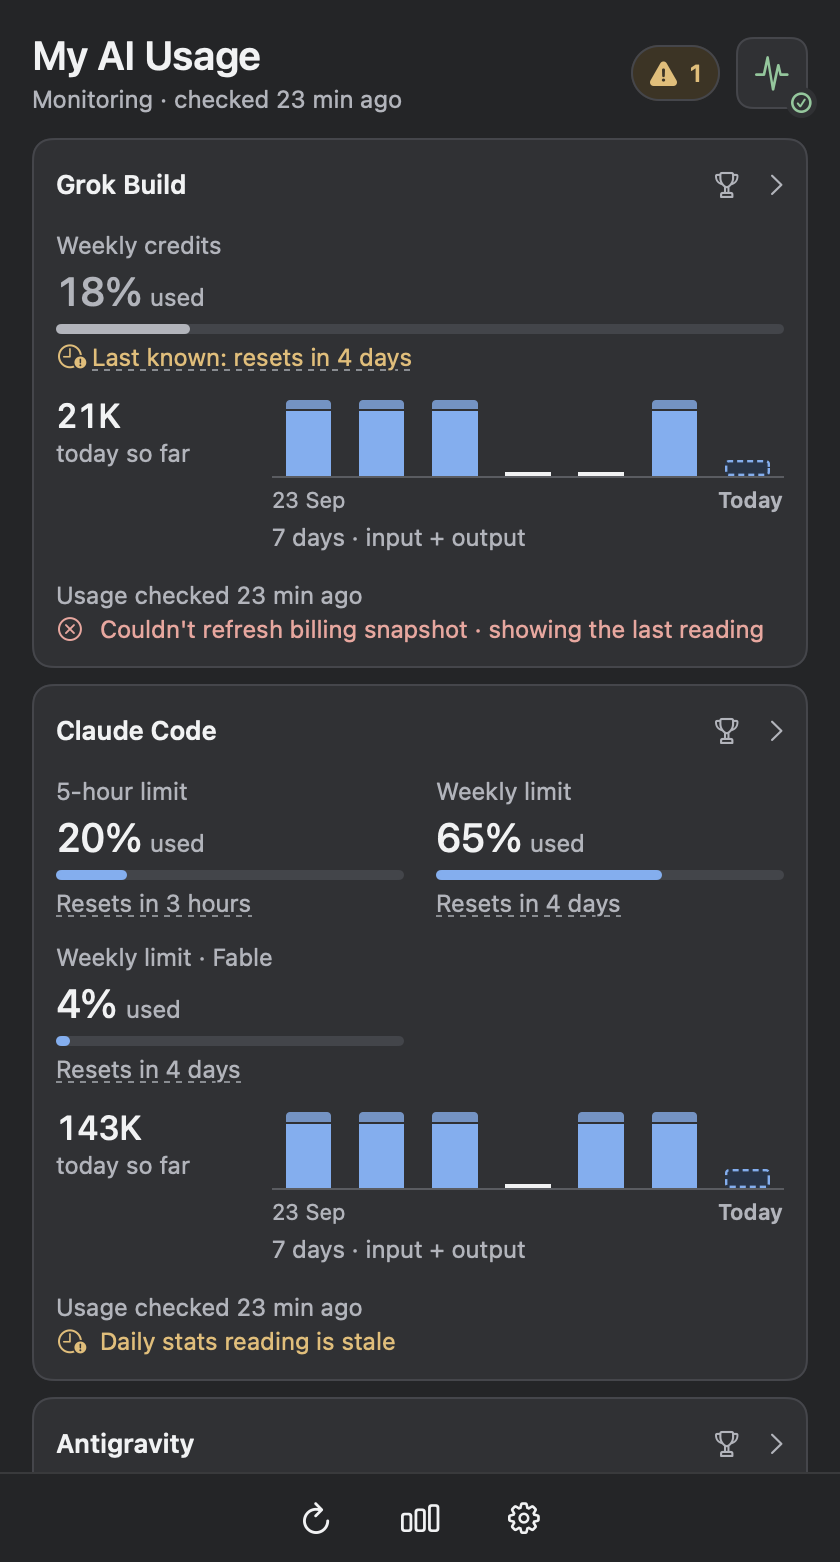 My AI Usage
Monitoring · checked 23 min ago
1
Grok Build
Weekly credits
18% used
Last known: resets in 4 days
21K
today so far
23 Sep
Today
7 days · input + output
Usage checked 23 min ago
Couldn't refresh billing snapshot · showing the last reading
Claude Code
5-hour limit
20% used
Resets in 3 hours
Weekly limit
65% used
Resets in 4 days
Weekly limit · Fable
4% used
Resets in 4 days
143K
today so far
23 Sep
Today
7 days · input + output
Usage checked 23 min ago
Daily stats reading is stale
Antigravity